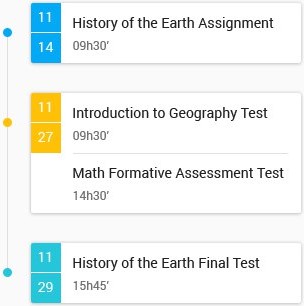 11
14
History of the Earth Assignment
09h30’
11
27
Introduction to Geography Test
09h30’
Math Formative Assessment Test
14h30’
11
29
History of the Earth Final Test
15h45’